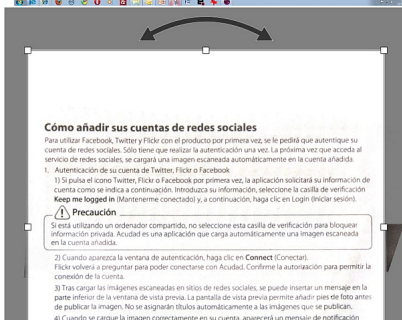 Cómo añadir sus cuentas de redes sociales
Para utilizar Facebook, Twitter y Flickr con el producto por primera vez, se le pedirá que autentique su
cuenta de redes sociales. Sólo tiene que realizar la autenticación una vez. La próxima vez que acceda al
servicio de redes sociales, se cargará una imagen escaneada automáticamente en la cuenta añadida.
1. Autenticación de su cuenta de Twitter, Flickr o Facebook
1) Si pulsa el icono Twitter, Flickr o Facebook por primera vez, la aplicación solicitará su información de
cuenta como se indica a continuación. Introduzca su información, seleccione la casilla de verificación
Keep me logged in (Mantenerme conectado) y, a continuación, haga clic en Login (Iniciar sesión).
Precaución
Si está utilizando un ordenador compartido, no seleccione esta casilla de verificación para bloquear
información privada. Acudad es una aplicación que carga automáticamente una imagen escaneada
en la cuenta añadida.
2) Cuando aparezca la ventana de autenticación, haga clic en Connect (Conectar).
Flickr volverá a preguntar para poder conectarse con Acudad. Confirme la autorización para permitir la
conexión de la cuenta.
3) Tras cargar las imágenes escaneadas en sitios de redes sociales, se puede insertar un mensaje en la
parte inferior de la ventana de vista previa. La pantalla de vista previa permite añadir pies de foto antes
de publicar la imagen. No se asignarán títulos automáticamente a las imágenes que se publican.
4) Cuando se cargue la imagen correctamente en su cuenta, aparecerá un mensaje de notificación